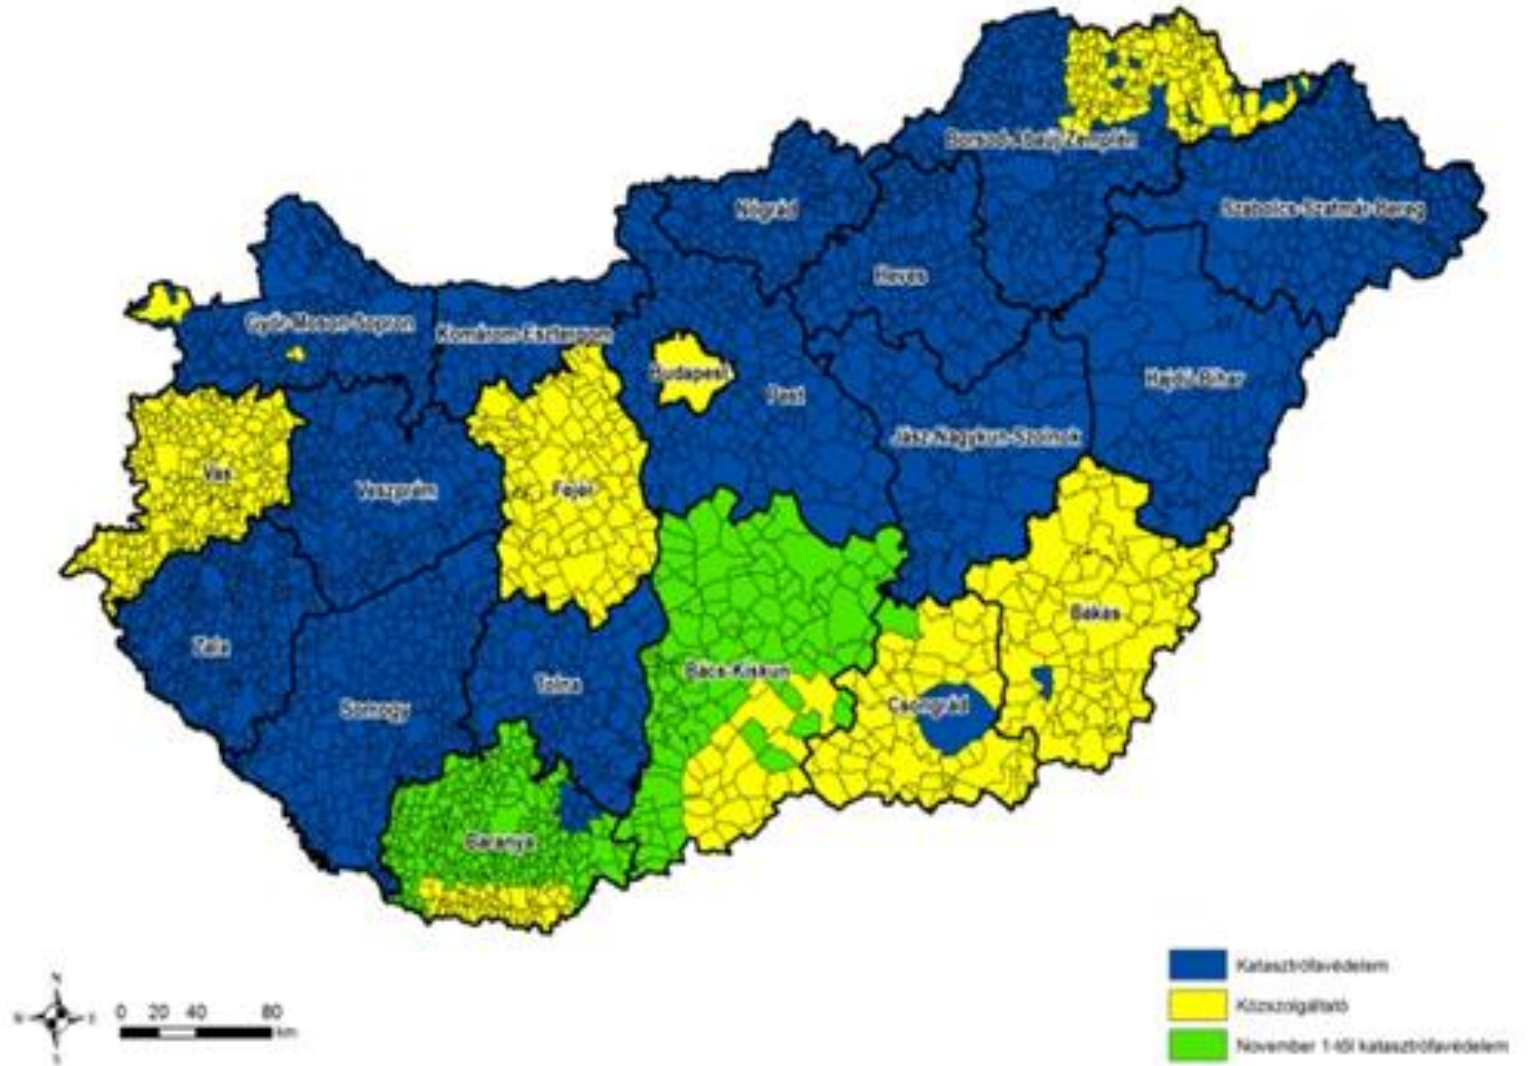 Borsod-Abaúj-Zemplén
Nógrád
Szabolcs-Szatmár-Bereg
Heves
Győr-Moson-Sopron
Komárom-Esztergom
Budapest
Pest
Hajdú-Bihar
Jász-Nagykun-Szolnok
Vas
Veszprém
Fejér
Békés
Zala
Bács-Kiskun
Tolna
Somogy
Csongrád
Baranya
Katasztrófavédelem
Közszolgáltató
November 1-től katasztrófavédelem
N
W E
S
0 20 40 80
km